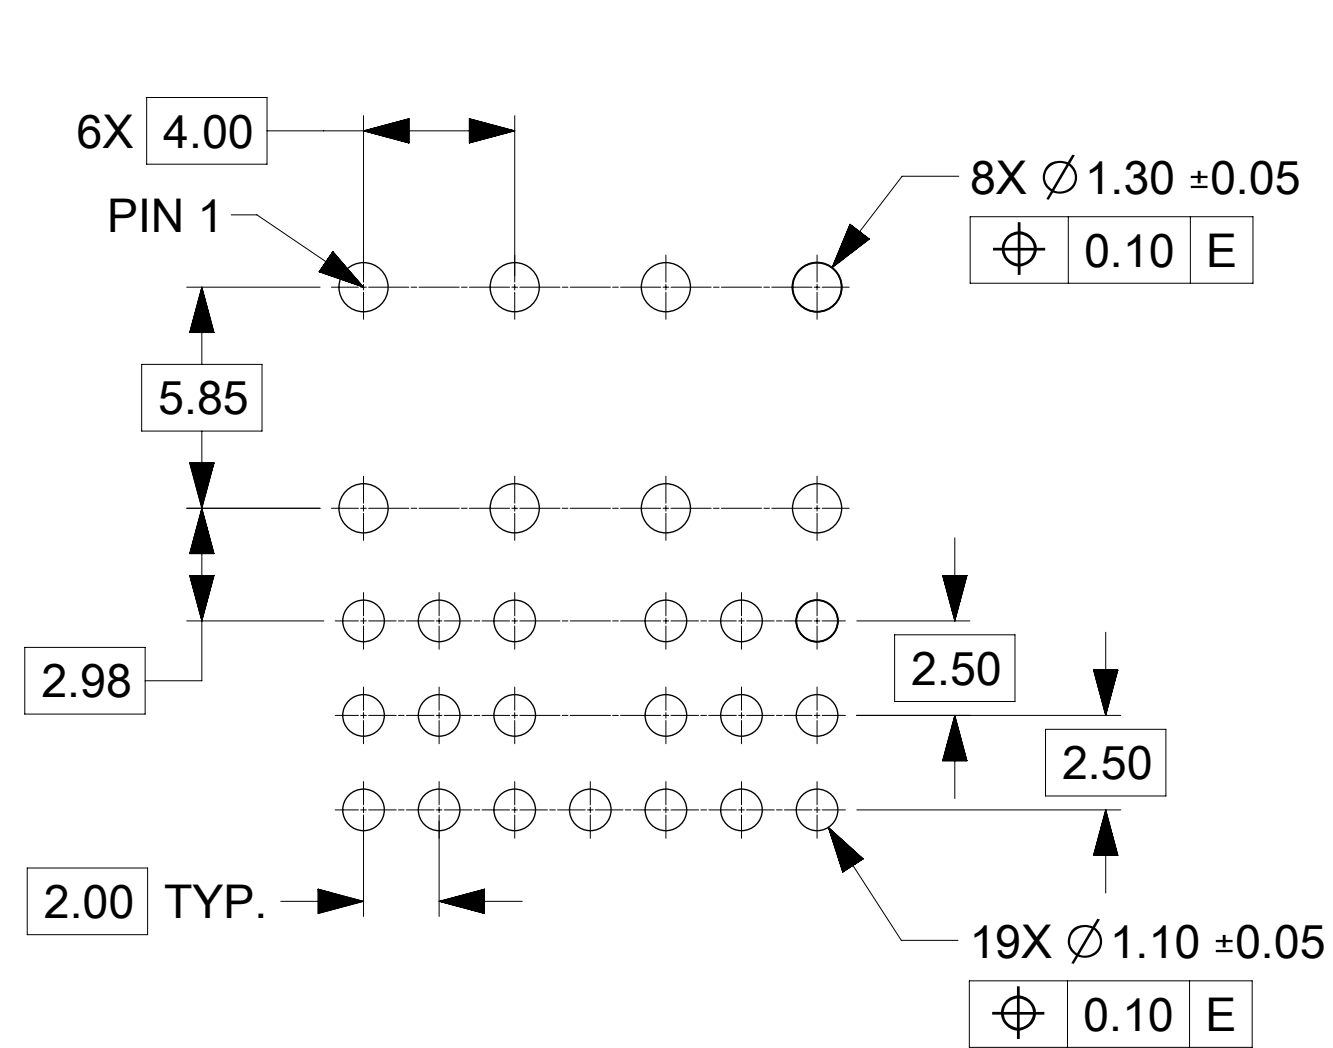 6X 4.00
PIN 1
8X ⌀1.30 ±0.05
⌖ 0.10 E
5.85
2.98
2.50
2.50
2.00 TYP.
19X ⌀1.10 ±0.05
⌖ 0.10 E